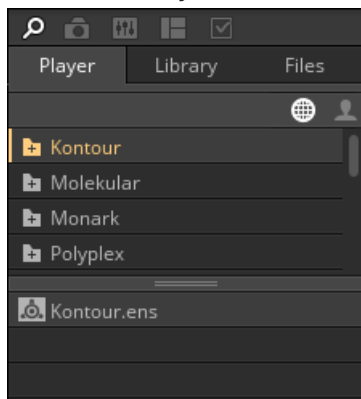 Player Library Files
Kontour
Molekular
Monark
Polyplex
Kontour.ens